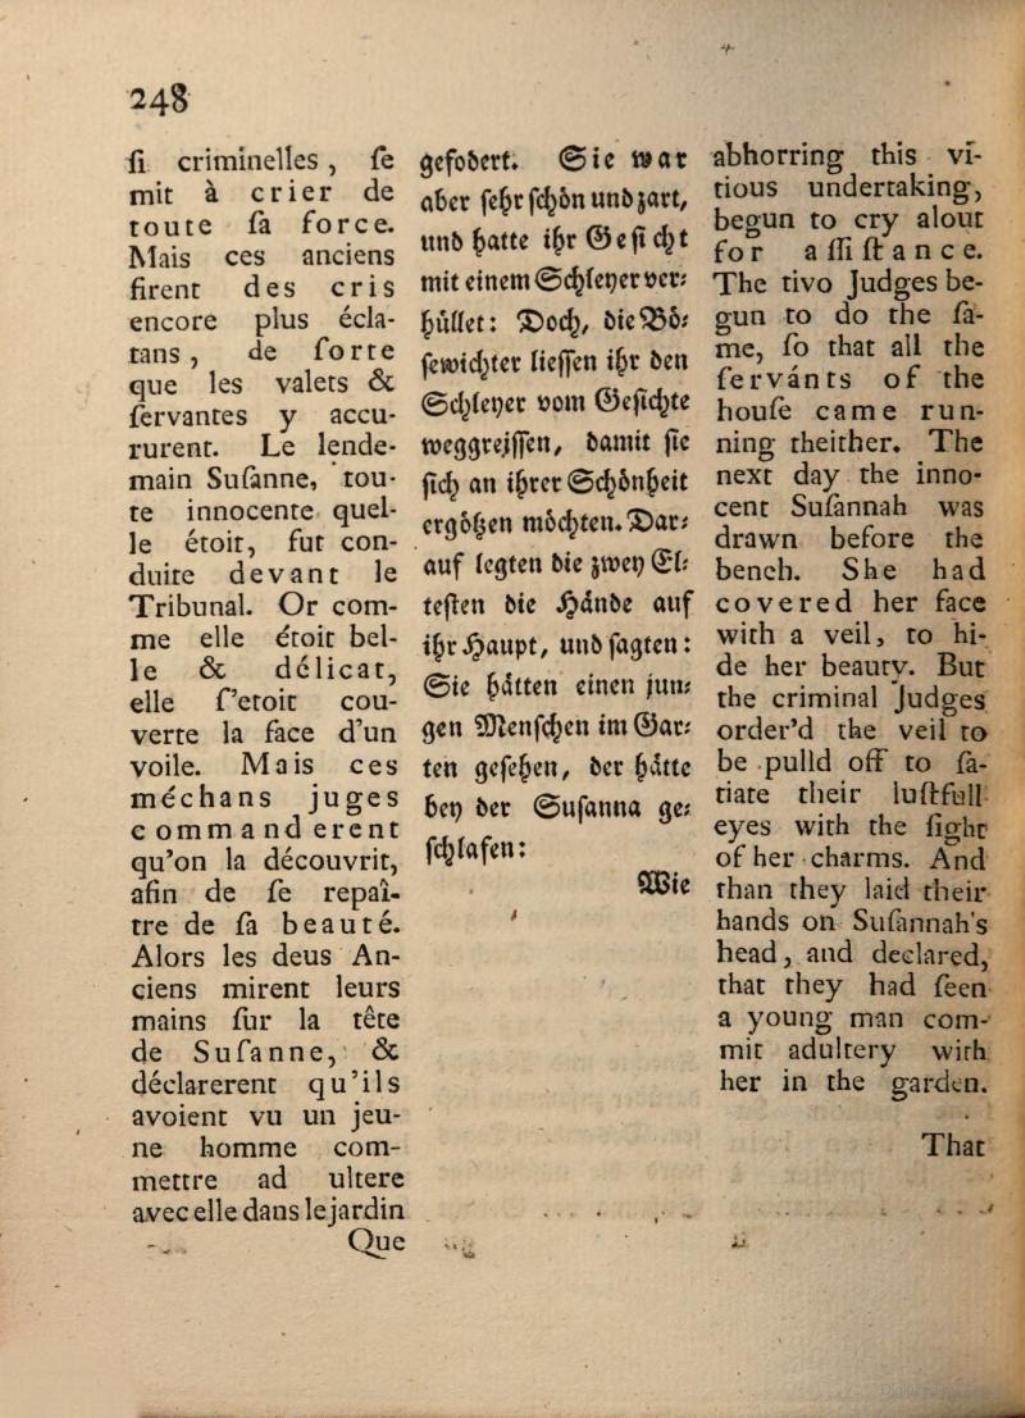 248
ſi criminelles, ſe
mit à crier de
toute ſa force.
Mais ces anciens
firent des cris
encore plus écla-
tans, de ſorte
que les valets &
ſervantes y accu-
rurent. Le lende-
main Suſanne, tou-
te innocente quel-
le étoit, fut con-
duite devant le
Tribunal. Or com-
me elle étoit bel-
le & délicat,
elle ſ'etoit cou-
verte la face d'un
voile. Mais ces
méchans juges
command erent
qu'on la découvrit,
afin de ſe repaî-
tre de ſa beauté.
Alors les deus An-
ciens mirent leurs
mains ſur la tête
de Suſanne, &
déclarerent qu'ils
avoient vu un jeu-
ne homme com-
mettre ad ultere
avec elle dans le jardin
Que
gefodert. Sie war
aber ſehr ſchön und zart,
und hatte ihr Geſicht
mit einem Schleyer ver-
hüllet: Doch, die Bö-
ſewichter lieſſen ihr den
Schleyer vom Geſichte
weggreiſſen, damit ſie
ſich an ihrer Schönheit
ergötzen möchten. Dar-
auf legten die zwey El-
teſten die Hände auf
ihr Haupt, und ſagten:
Sie hätten einen jun-
gen Menſchen im Gar-
ten geſehen, der hätte
bey der Suſanna ge-
ſchlafen:
Wie
abhorring this vi-
tious undertaking,
begun to cry alout
for aſſiſtance.
The tivo Judges be-
gun to do the ſa-
me, ſo that all the
ſervánts of the
houſe came run-
ning theither. The
next day the inno-
cent Suſannah was
drawn before the
bench. She had
covered her face
with a veil, to hi-
de her beauty. But
the criminal Judges
order'd the veil to
be pulld off to ſa-
tiate their luſtfull
eyes with the ſight
of her charms. And
than they laid their
hands on Suſannah's
head, and declared,
that they had ſeen
a young man com-
mit adultery with
her in the garden.
That